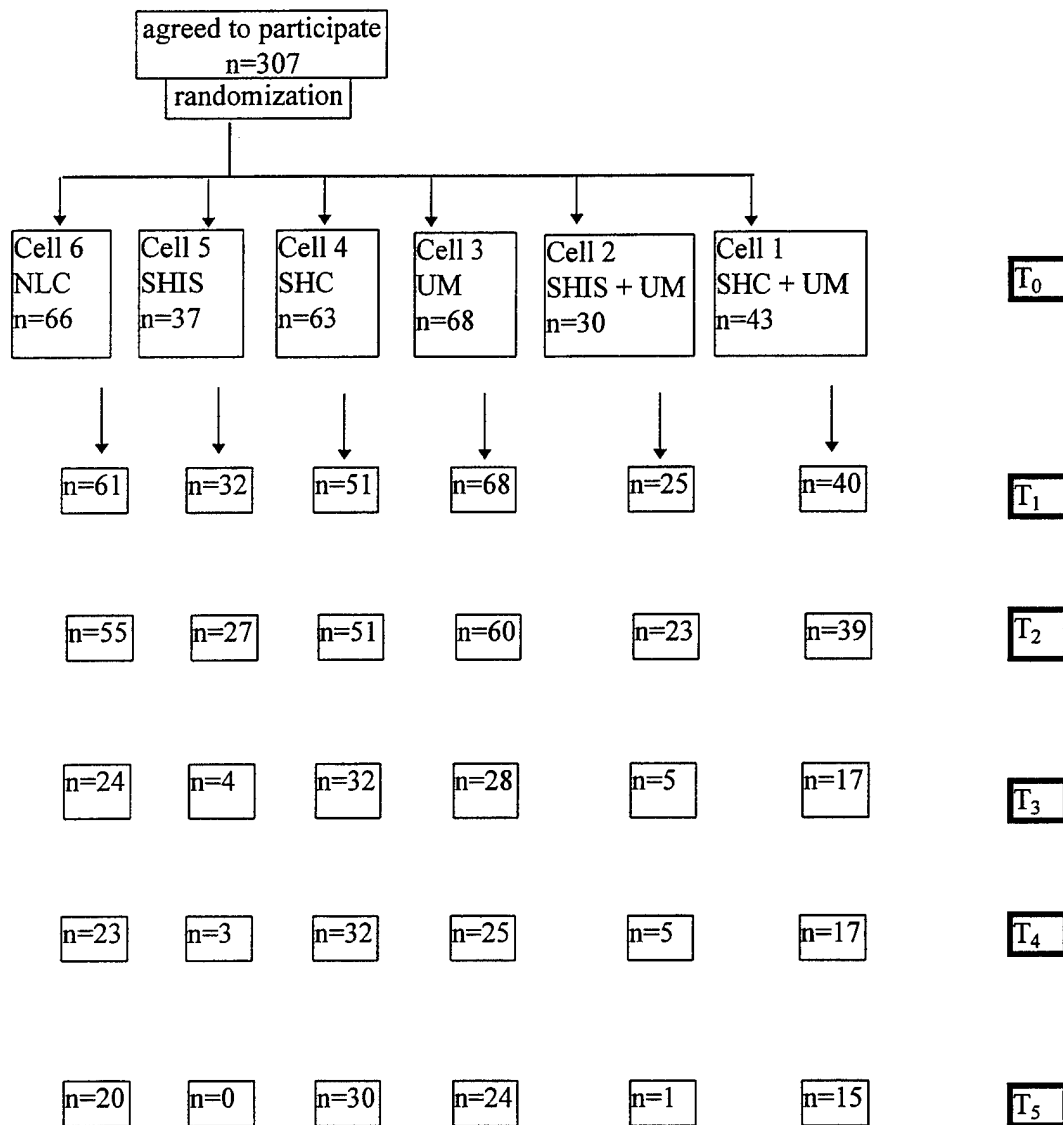 agreed to participate
n=307
randomization
Cell 6
NLC
n=66
Cell 5
SHIS
n=37
Cell 4
SHC
n=63
Cell 3
UM
n=68
Cell 2
SHIS + UM
n=30
Cell 1
SHC + UM
n=43
T0
n=61
n=32
n=51
n=68
n=25
n=40
T1
n=55
n=27
n=51
n=60
n=23
n=39
T2
n=24
n=4
n=32
n=28
n=5
n=17
T3
n=23
n=3
n=32
n=25
n=5
n=17
T4
n=20
n=0
n=30
n=24
n=1
n=15
T5